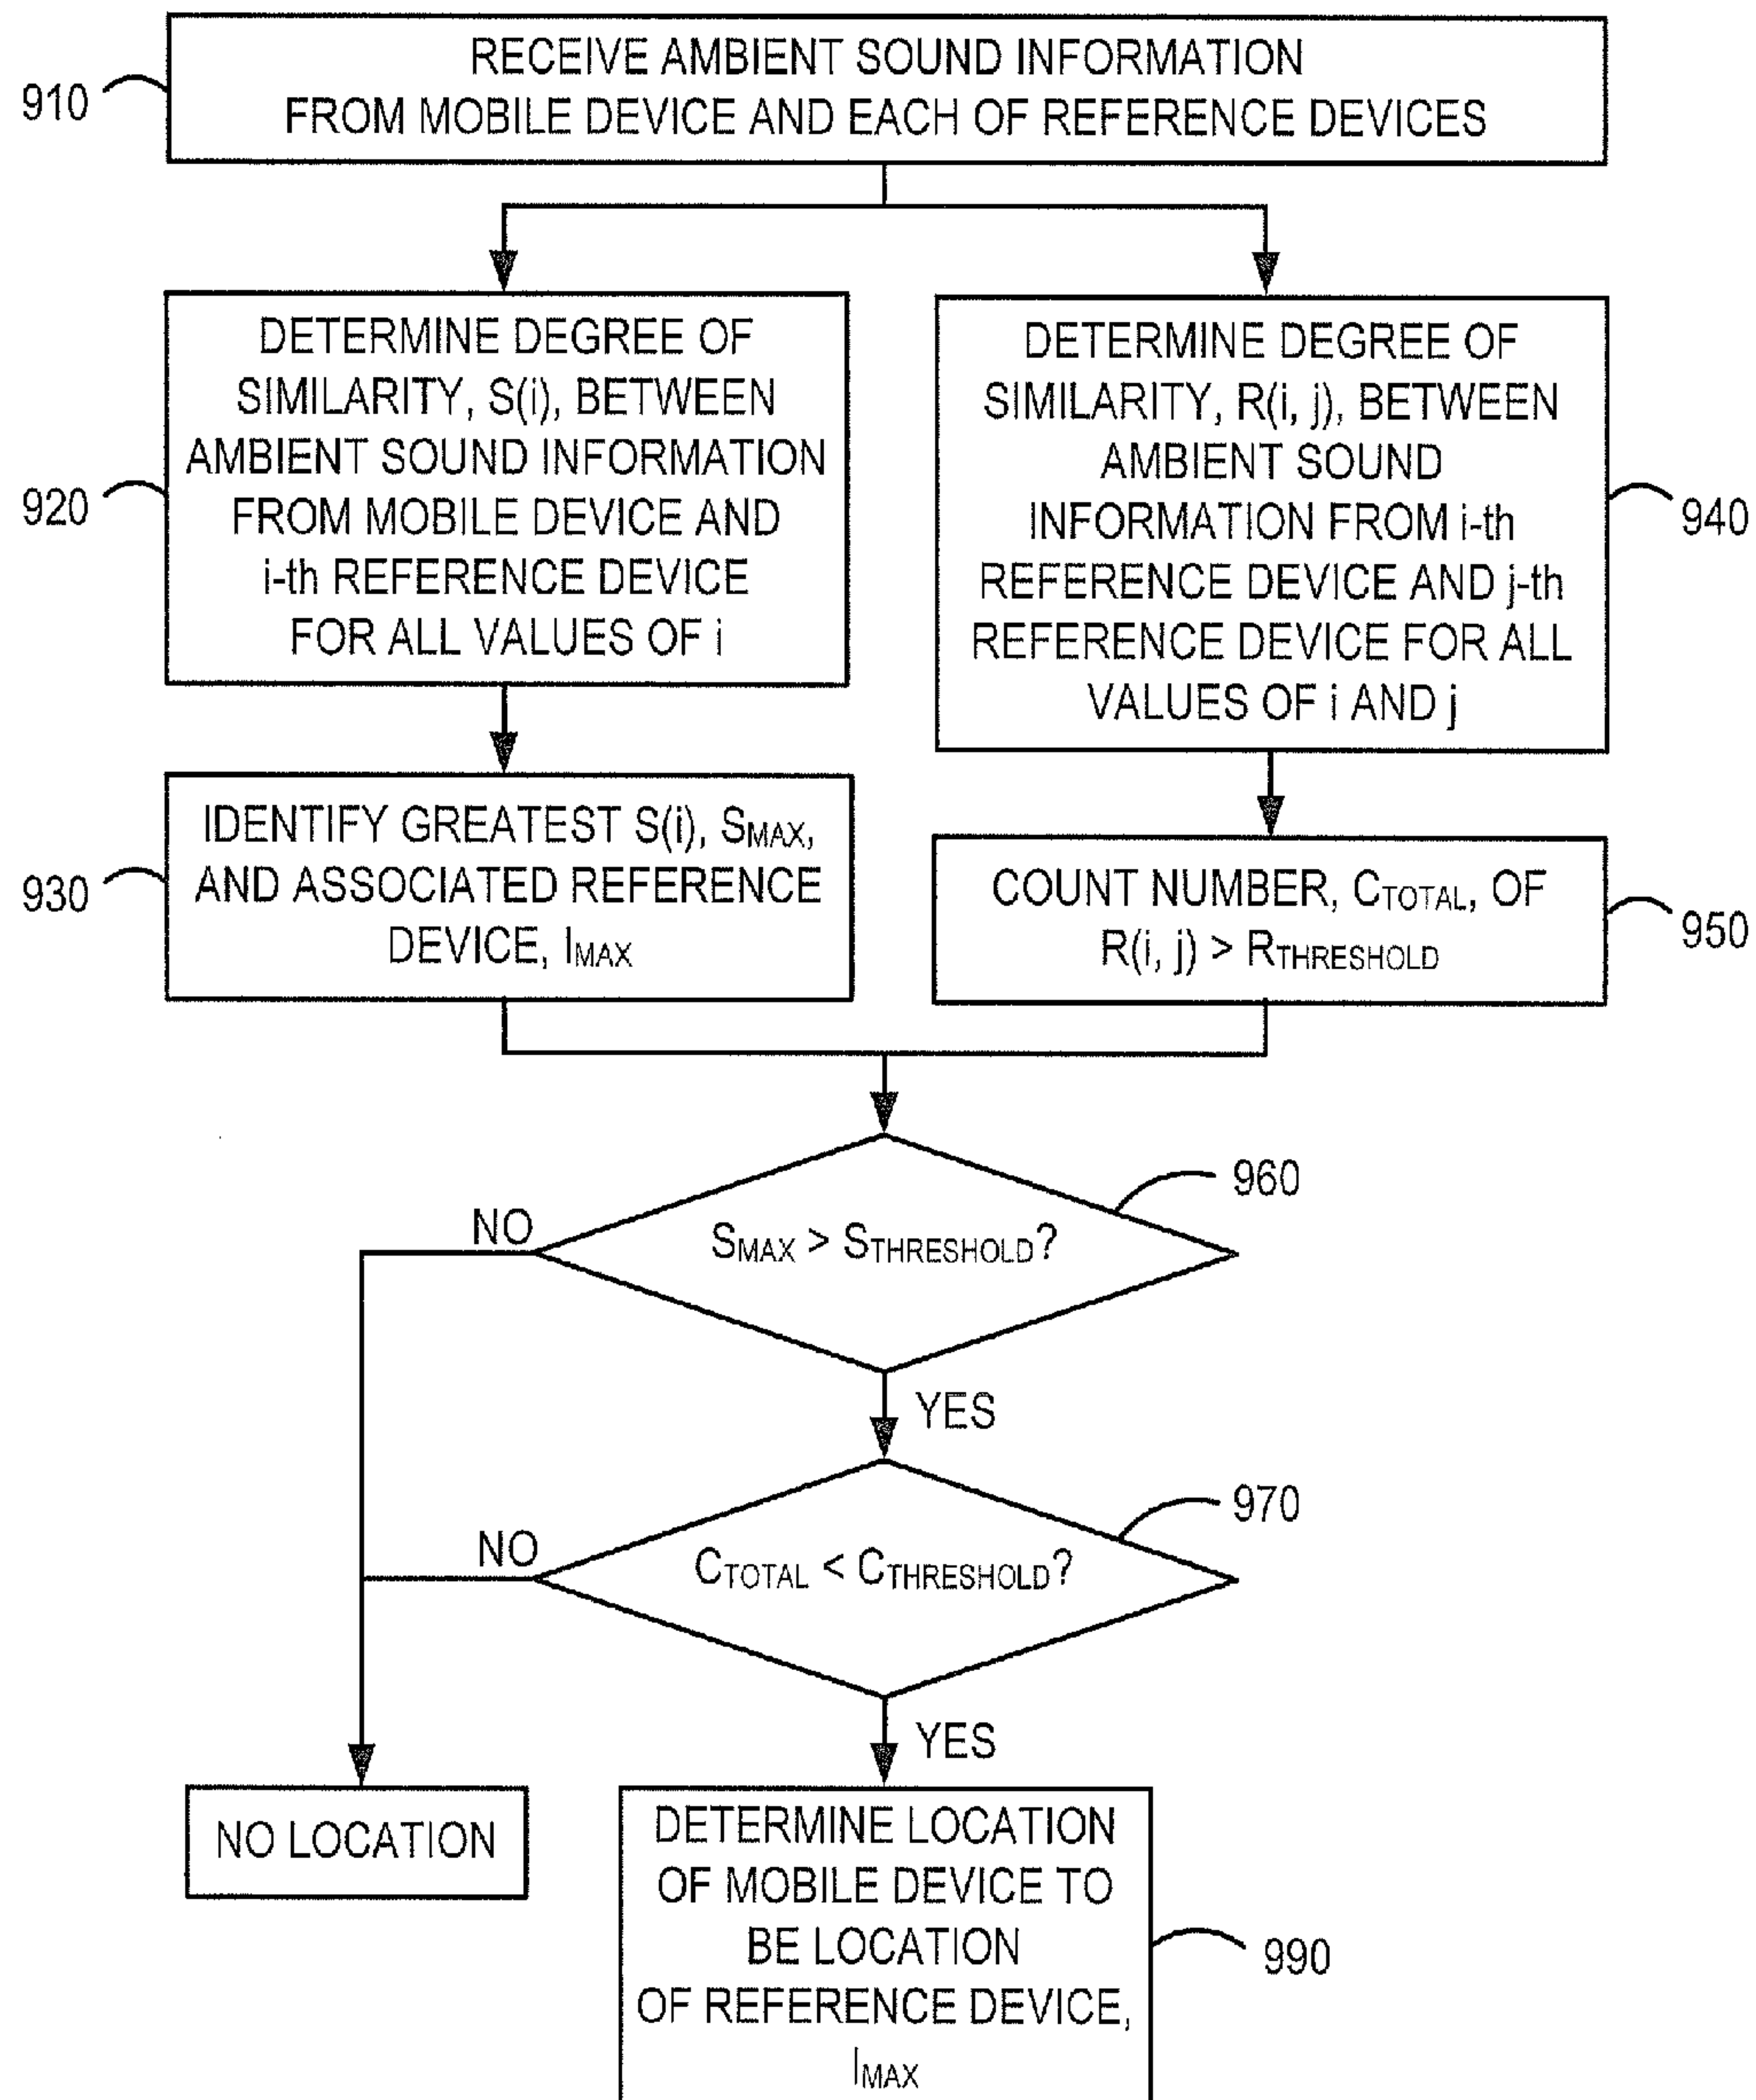 RECEIVE AMBIENT SOUND INFORMATION
FROM MOBILE DEVICE AND EACH OF REFERENCE DEVICES
910
DETERMINE DEGREE OF
SIMILARITY, S(i), BETWEEN
AMBIENT SOUND INFORMATION
FROM MOBILE DEVICE AND
i-th REFERENCE DEVICE
FOR ALL VALUES OF i
920
DETERMINE DEGREE OF
SIMILARITY, R(i, j), BETWEEN
AMBIENT SOUND
INFORMATION FROM i-th
REFERENCE DEVICE AND j-th
REFERENCE DEVICE FOR ALL
VALUES OF i AND j
940
IDENTIFY GREATEST S(i), SMAX,
AND ASSOCIATED REFERENCE
DEVICE, IMAX
930
COUNT NUMBER, CTOTAL, OF
R(i, j) > RTHRESHOLD
950
960
NO
SMAX > STHRESHOLD?
YES
970
NO
CTOTAL < CTHRESHOLD?
YES
NO LOCATION
DETERMINE LOCATION
OF MOBILE DEVICE TO
BE LOCATION
OF REFERENCE DEVICE,
IMAX
990